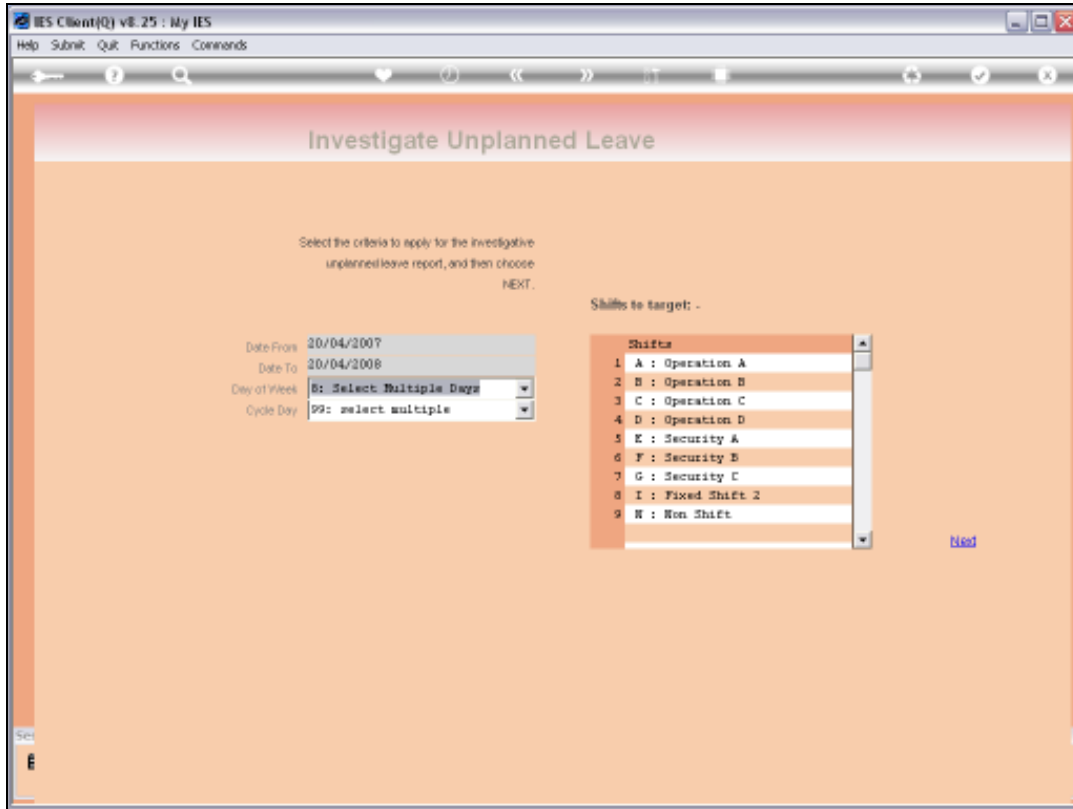 IES Client(Q) v8.25 : My IES
Help Submit Quit Functions Commands
Investigate Unplanned Leave
Select the criteria to apply for the investigative
unplanned leave report, and then choose
NEXT.
Shifts to target: -
Date From 20/04/2007
Date To 20/04/2008
Day of Week 8: Select Multiple Days
Cycle Day 99: select multiple
Shifts
1 A : Operation A
2 B : Operation B
3 C : Operation C
4 D : Operation D
5 E : Security A
6 F : Security B
7 G : Security C
8 I : Fixed Shift 2
9 N : Non Shift
Next
Se